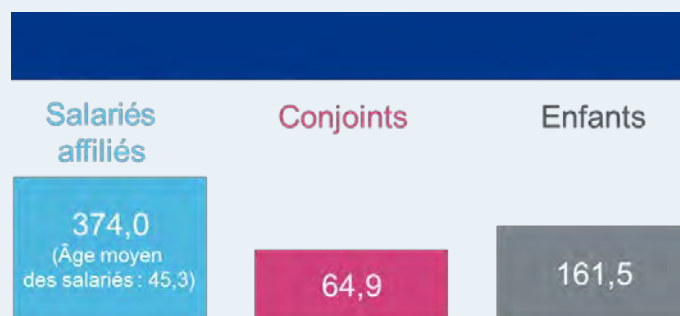 Salariés
affiliés
Conjoints
Enfants
374,0
(Âge moyen
des salariés : 45,3)
64,9
161,5